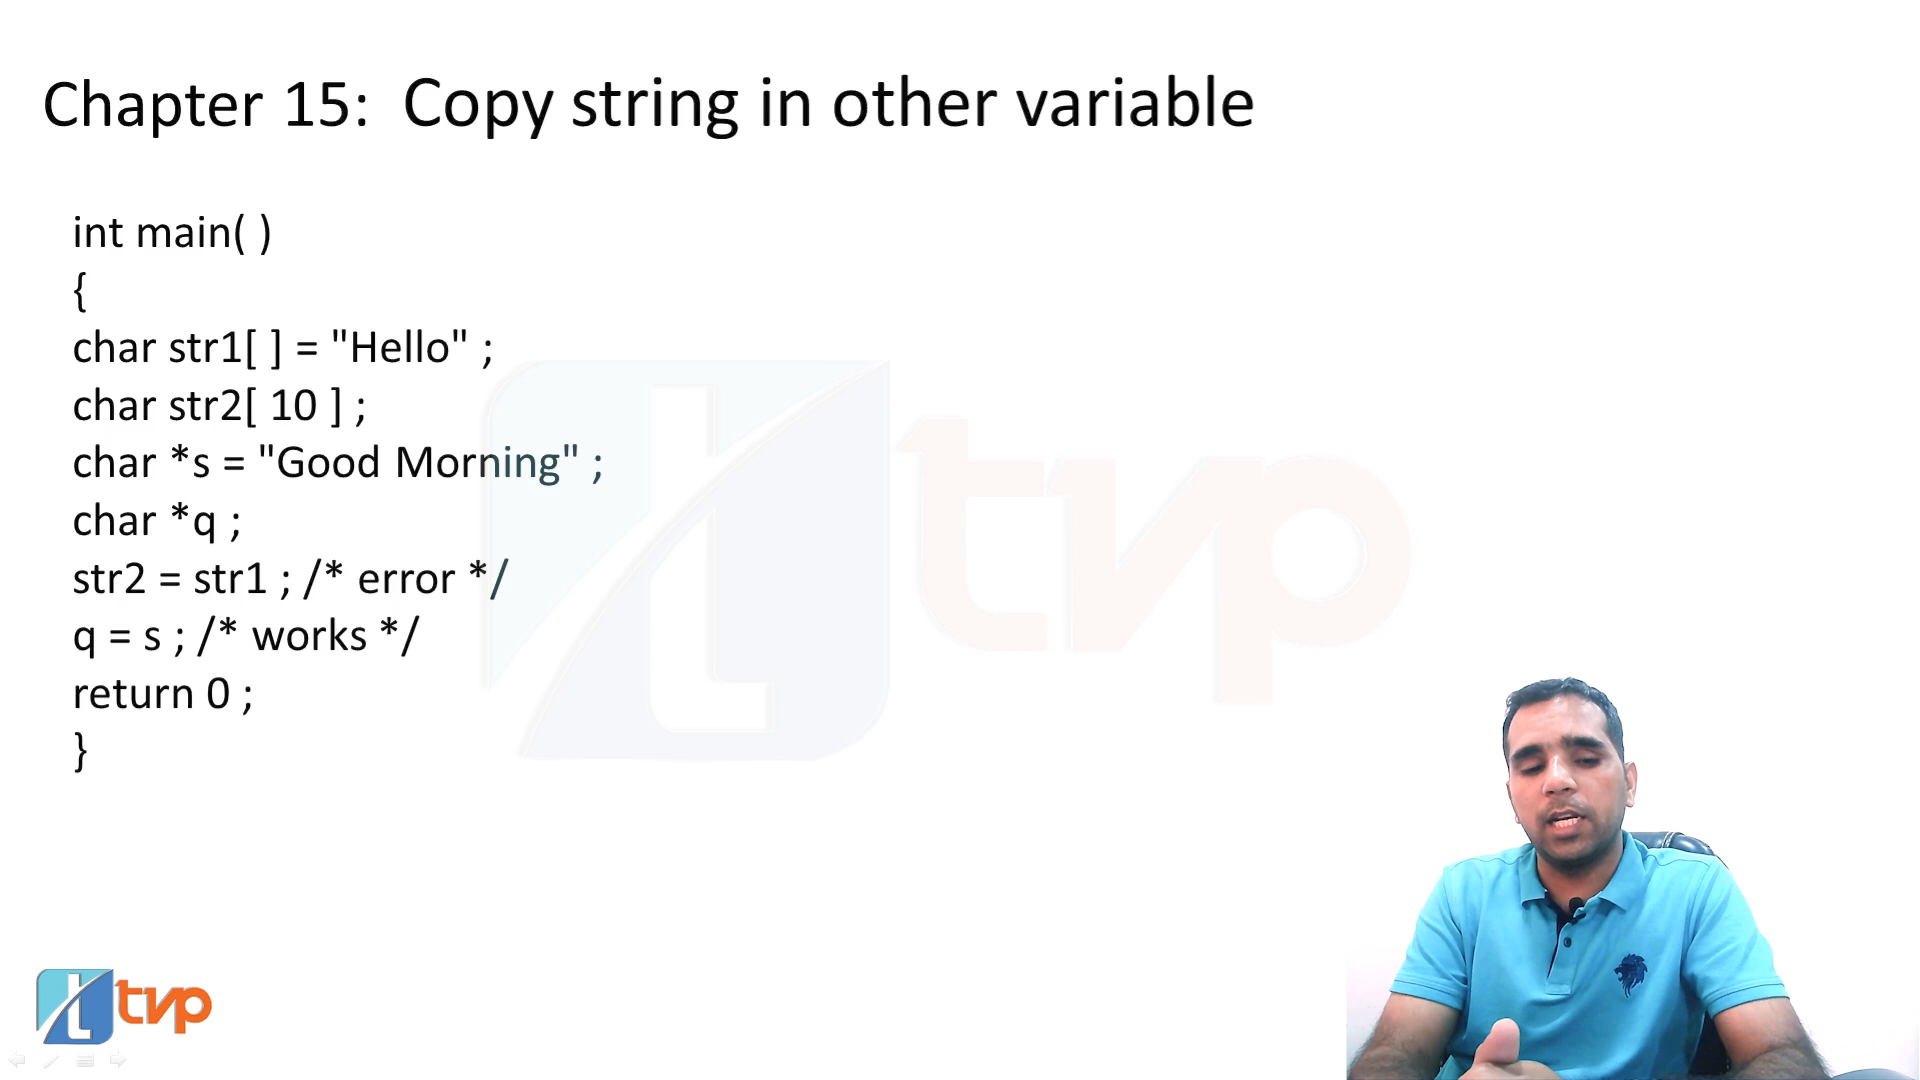 Chapter 15:  Copy string in other variable
int main( )
{
char str1[ ] = "Hello" ;
char str2[ 10 ] ;
char *s = "Good Morning" ;
char *q ;
str2 = str1 ; /* error */
q = s ; /* works */
return 0 ;
}
t tvp
t tvp